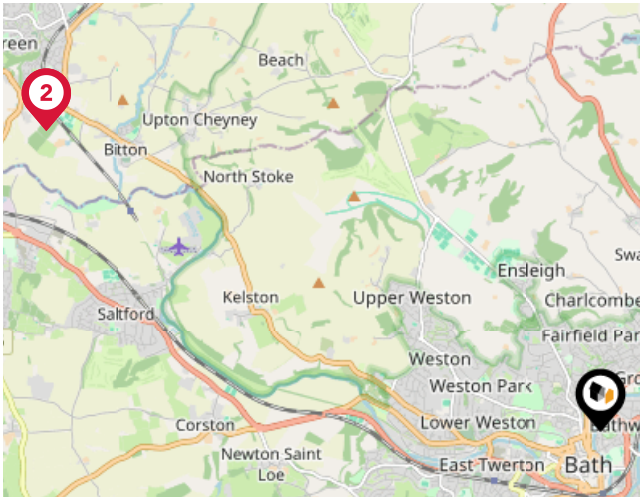 reen
Beach
2
Upton Cheyney
Bitton
North Stoke
Ensleigh
Swa
Kelston
Upper Weston
Charlcombe
Saltford
Fairfield Par
Weston
Weston Park
Gro
Corston
Lower Weston
Bathw
Newton Saint
Loe
East Twerton
Bath